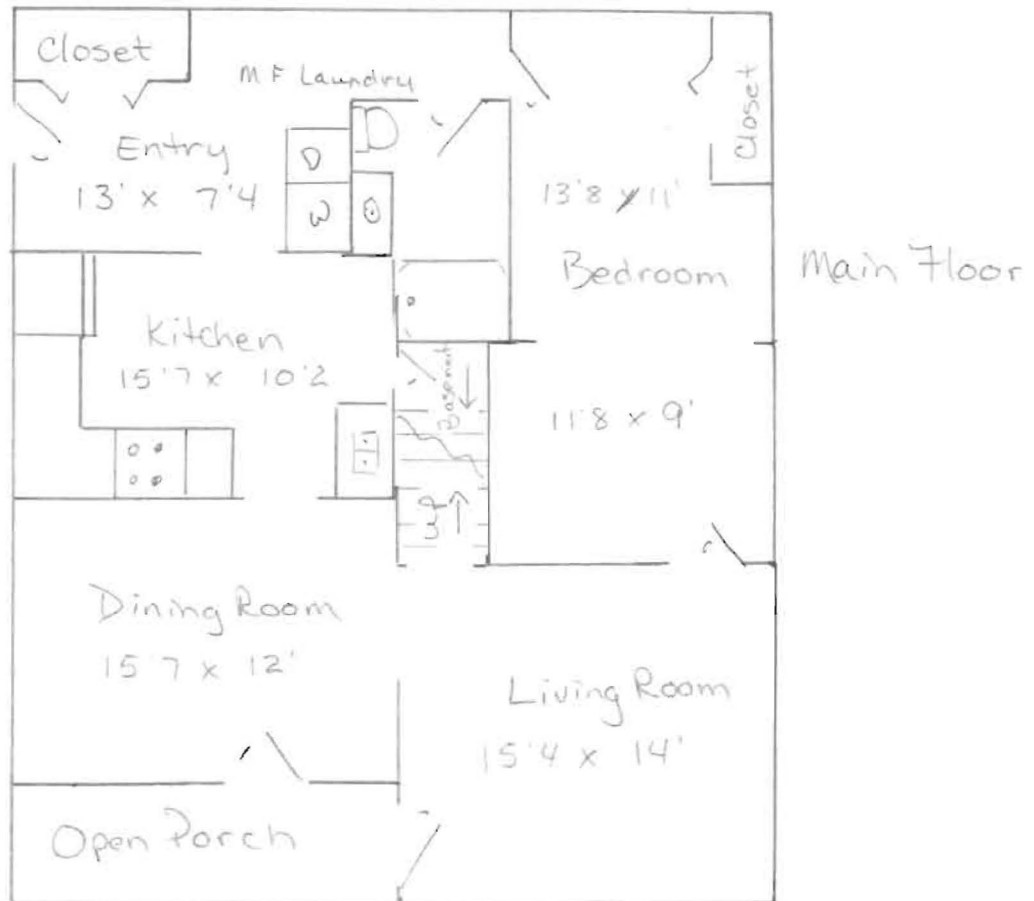 Closet
M F Laundry
Closet
Entry
13' x 7'4
D
W
13'8 x 11'
Bedroom
Main Floor
Kitchen
15'7 x 10'2
Basement
11'8 x 9'
Up
Dining Room
15'7 x 12'
Living Room
15'4 x 14'
Open Porch